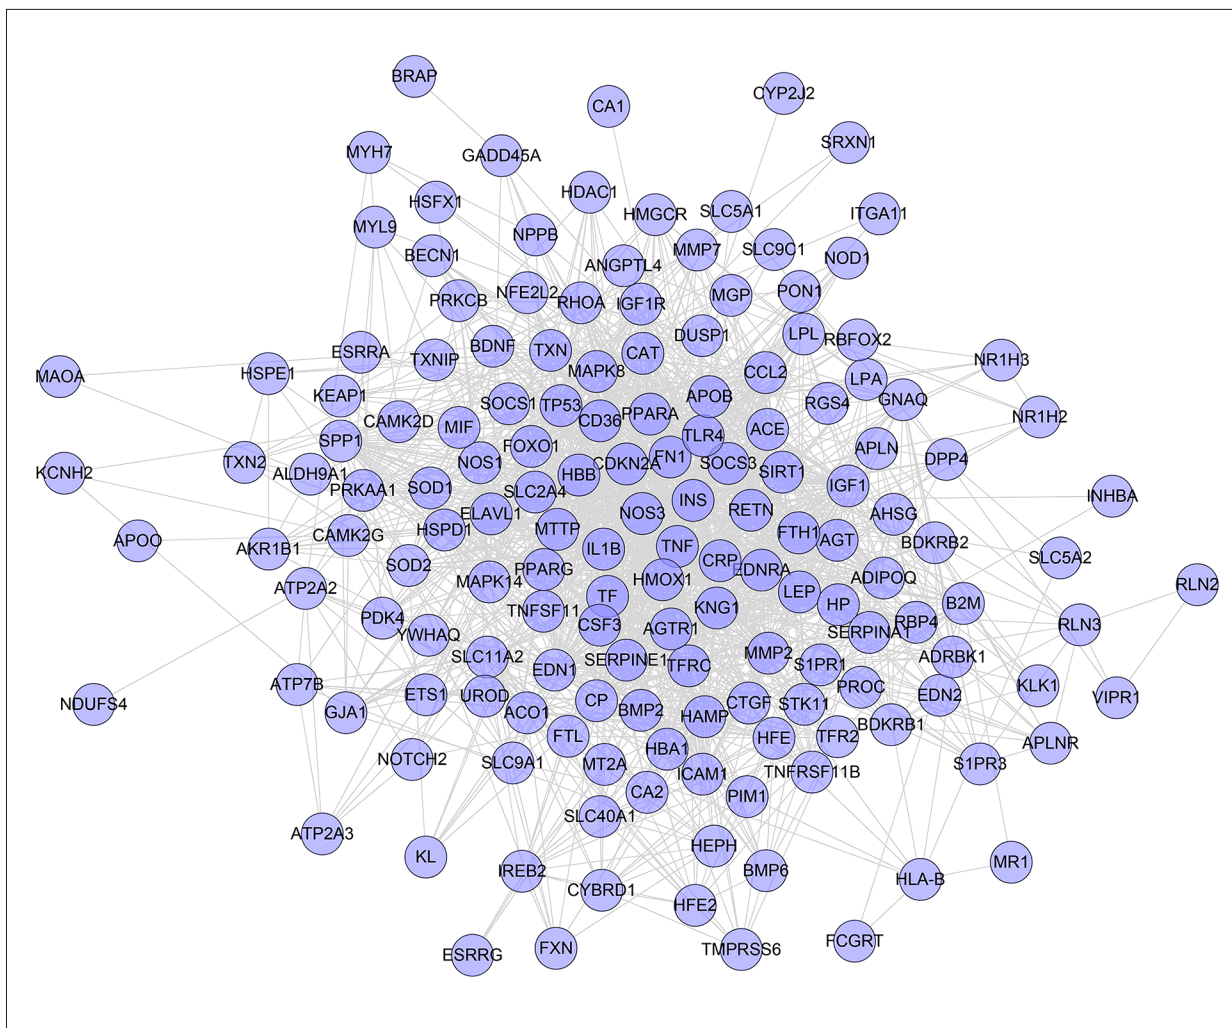 BRAP
CA1
CYP2J2
SRXN1
MYH7
GADD45A
HDAC1
HSFX1
HMGCR
SLC5A1
ITGA11
MYL9
NPPB
BECN1
MMP7
SLC9C1
NOD1
ANGPTL4
PRKCB
NFE2L2
RHOA
IGF1R
MGP
PON1
DUSP1
LPL
RBFOX2
ESRRA
TXNIP
BDNF
TXN
CAT
NR1H3
MAOA
HSPE1
MAPK8
CCL2
LPA
KEAP1
SOCS1
TP53
APOB
RGS4
GNAQ
NR1H2
CAMK2D
MIF
CD36
PPARA
ACE
SPP1
FOXO1
TLR4
APLN
TXN2
NOS1
FN1
DPP4
KCNH2
ALDH9A1
HBB
CDKN2A
SOCS3
SIRT1
PRKAA1
SOD1
SLC2A4
IGF1
INHBA
ELAVL1
NOS3
INS
RETN
AHSG
HSPD1
MTTP
FTH1
AGT
BDKRB2
APOO
AKR1B1
CAMK2G
IL1B
TNF
CRP
SLC5A2
SOD2
PPARG
EDNRA
ATP2A2
MAPK14
HMOX1
ADIPOQ
RLN2
LEP
HP
B2M
PDK4
TNFSF11
TF
KNG1
RBP4
YWHAQ
CSF3
AGTR1
SERPINA1
RLN3
SLC11A2
EDN1
SERPINE1
TFRC
MMP2
S1PR1
ADRBK1
NDUFS4
ATP7B
ETS1
UROD
PROC
EDN2
KLK1
VIPR1
GJA1
ACO1
CP
BMP2
HAMP
CTGF
STK11
NOTCH2
FTL
HBA1
HFE
TFR2
BDKRB1
APLNR
SLC9A1
MT2A
ICAM1
TNFRSF11B
S1PR3
CA2
PIM1
ATP2A3
SLC40A1
KL
HEPH
IREB2
CYBRD1
BMP6
HLA-B
MR1
HFE2
ESRRG
FXN
TMPRSS6
FCGRT